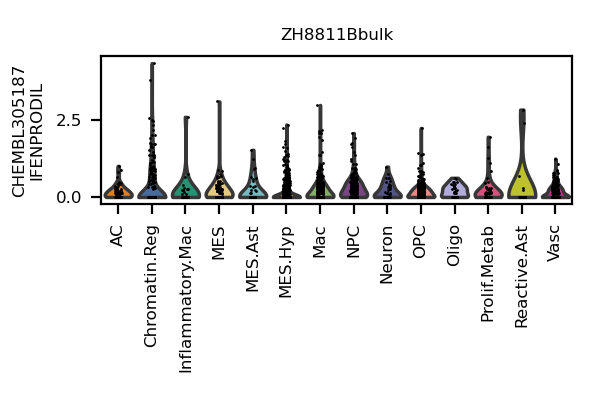 ZH8811Bbulk
CHEMBL305187
IFENPRODIL
2.5
0.0
AC
Chromatin.Reg
Inflammatory.Mac
MES
MES.Ast
MES.Hyp
Mac
NPC
Neuron
OPC
Oligo
Prolif.Metab
Reactive.Ast
Vasc